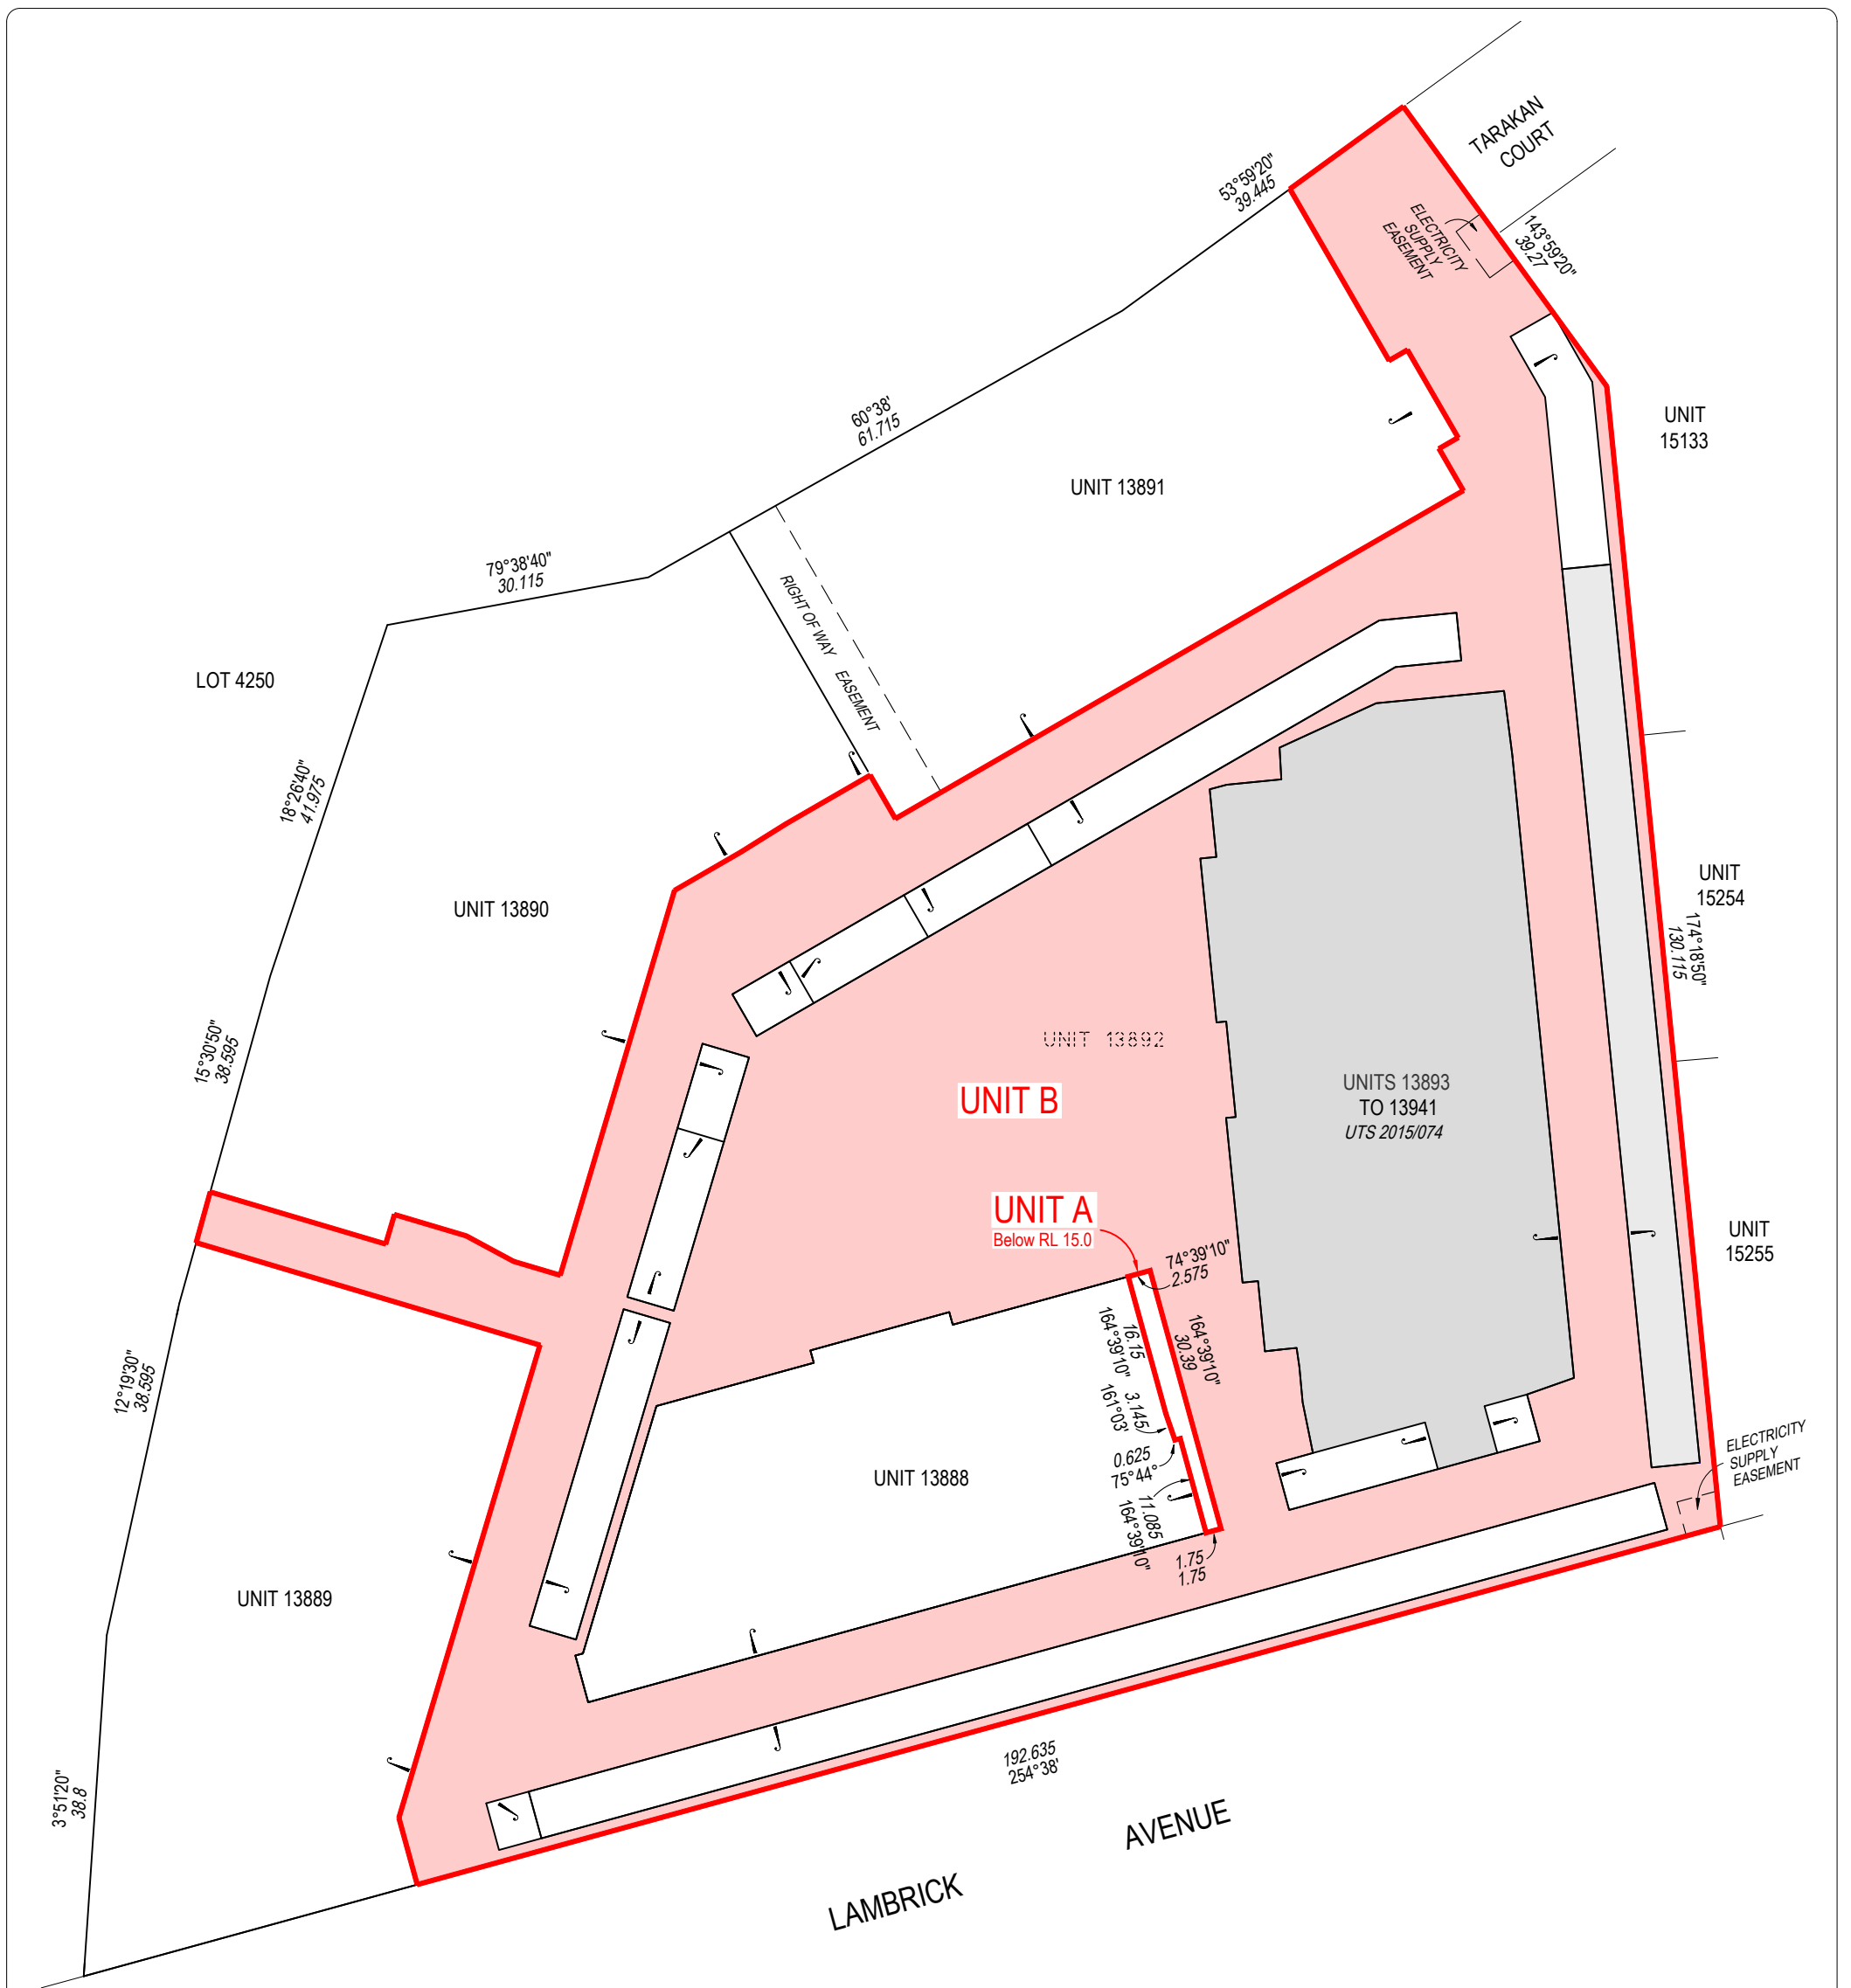 TARAKAN
COURT
53°59'20"
39.445
ELECTRICITY
SUPPLY
EASEMENT
143°59'20"
39.27
60°38'
61.715
UNIT
15133
UNIT 13891
79°38'40"
30.115
RIGHT OF WAY EASEMENT
LOT 4250
18°26'40"
41.975
UNIT 13890
UNIT
15254
174°18'50"
130.115
15°30'50"
38.595
UNIT 13892
UNIT B
UNITS 13893
TO 13941
UTS 2015/074
UNIT A
Below RL 15.0
74°39'10"
2.575
UNIT
15255
16.15
164°39'10"
164°39'10"
30.39
12°19'30"
38.595
3.145
161°03'
0.625
75°44'
ELECTRICITY
SUPPLY
EASEMENT
UNIT 13888
11.085
164°39'10"
1.75
1.75
UNIT 13889
192.635
254°38'
3°51'20"
38.8
LAMBRICK AVENUE